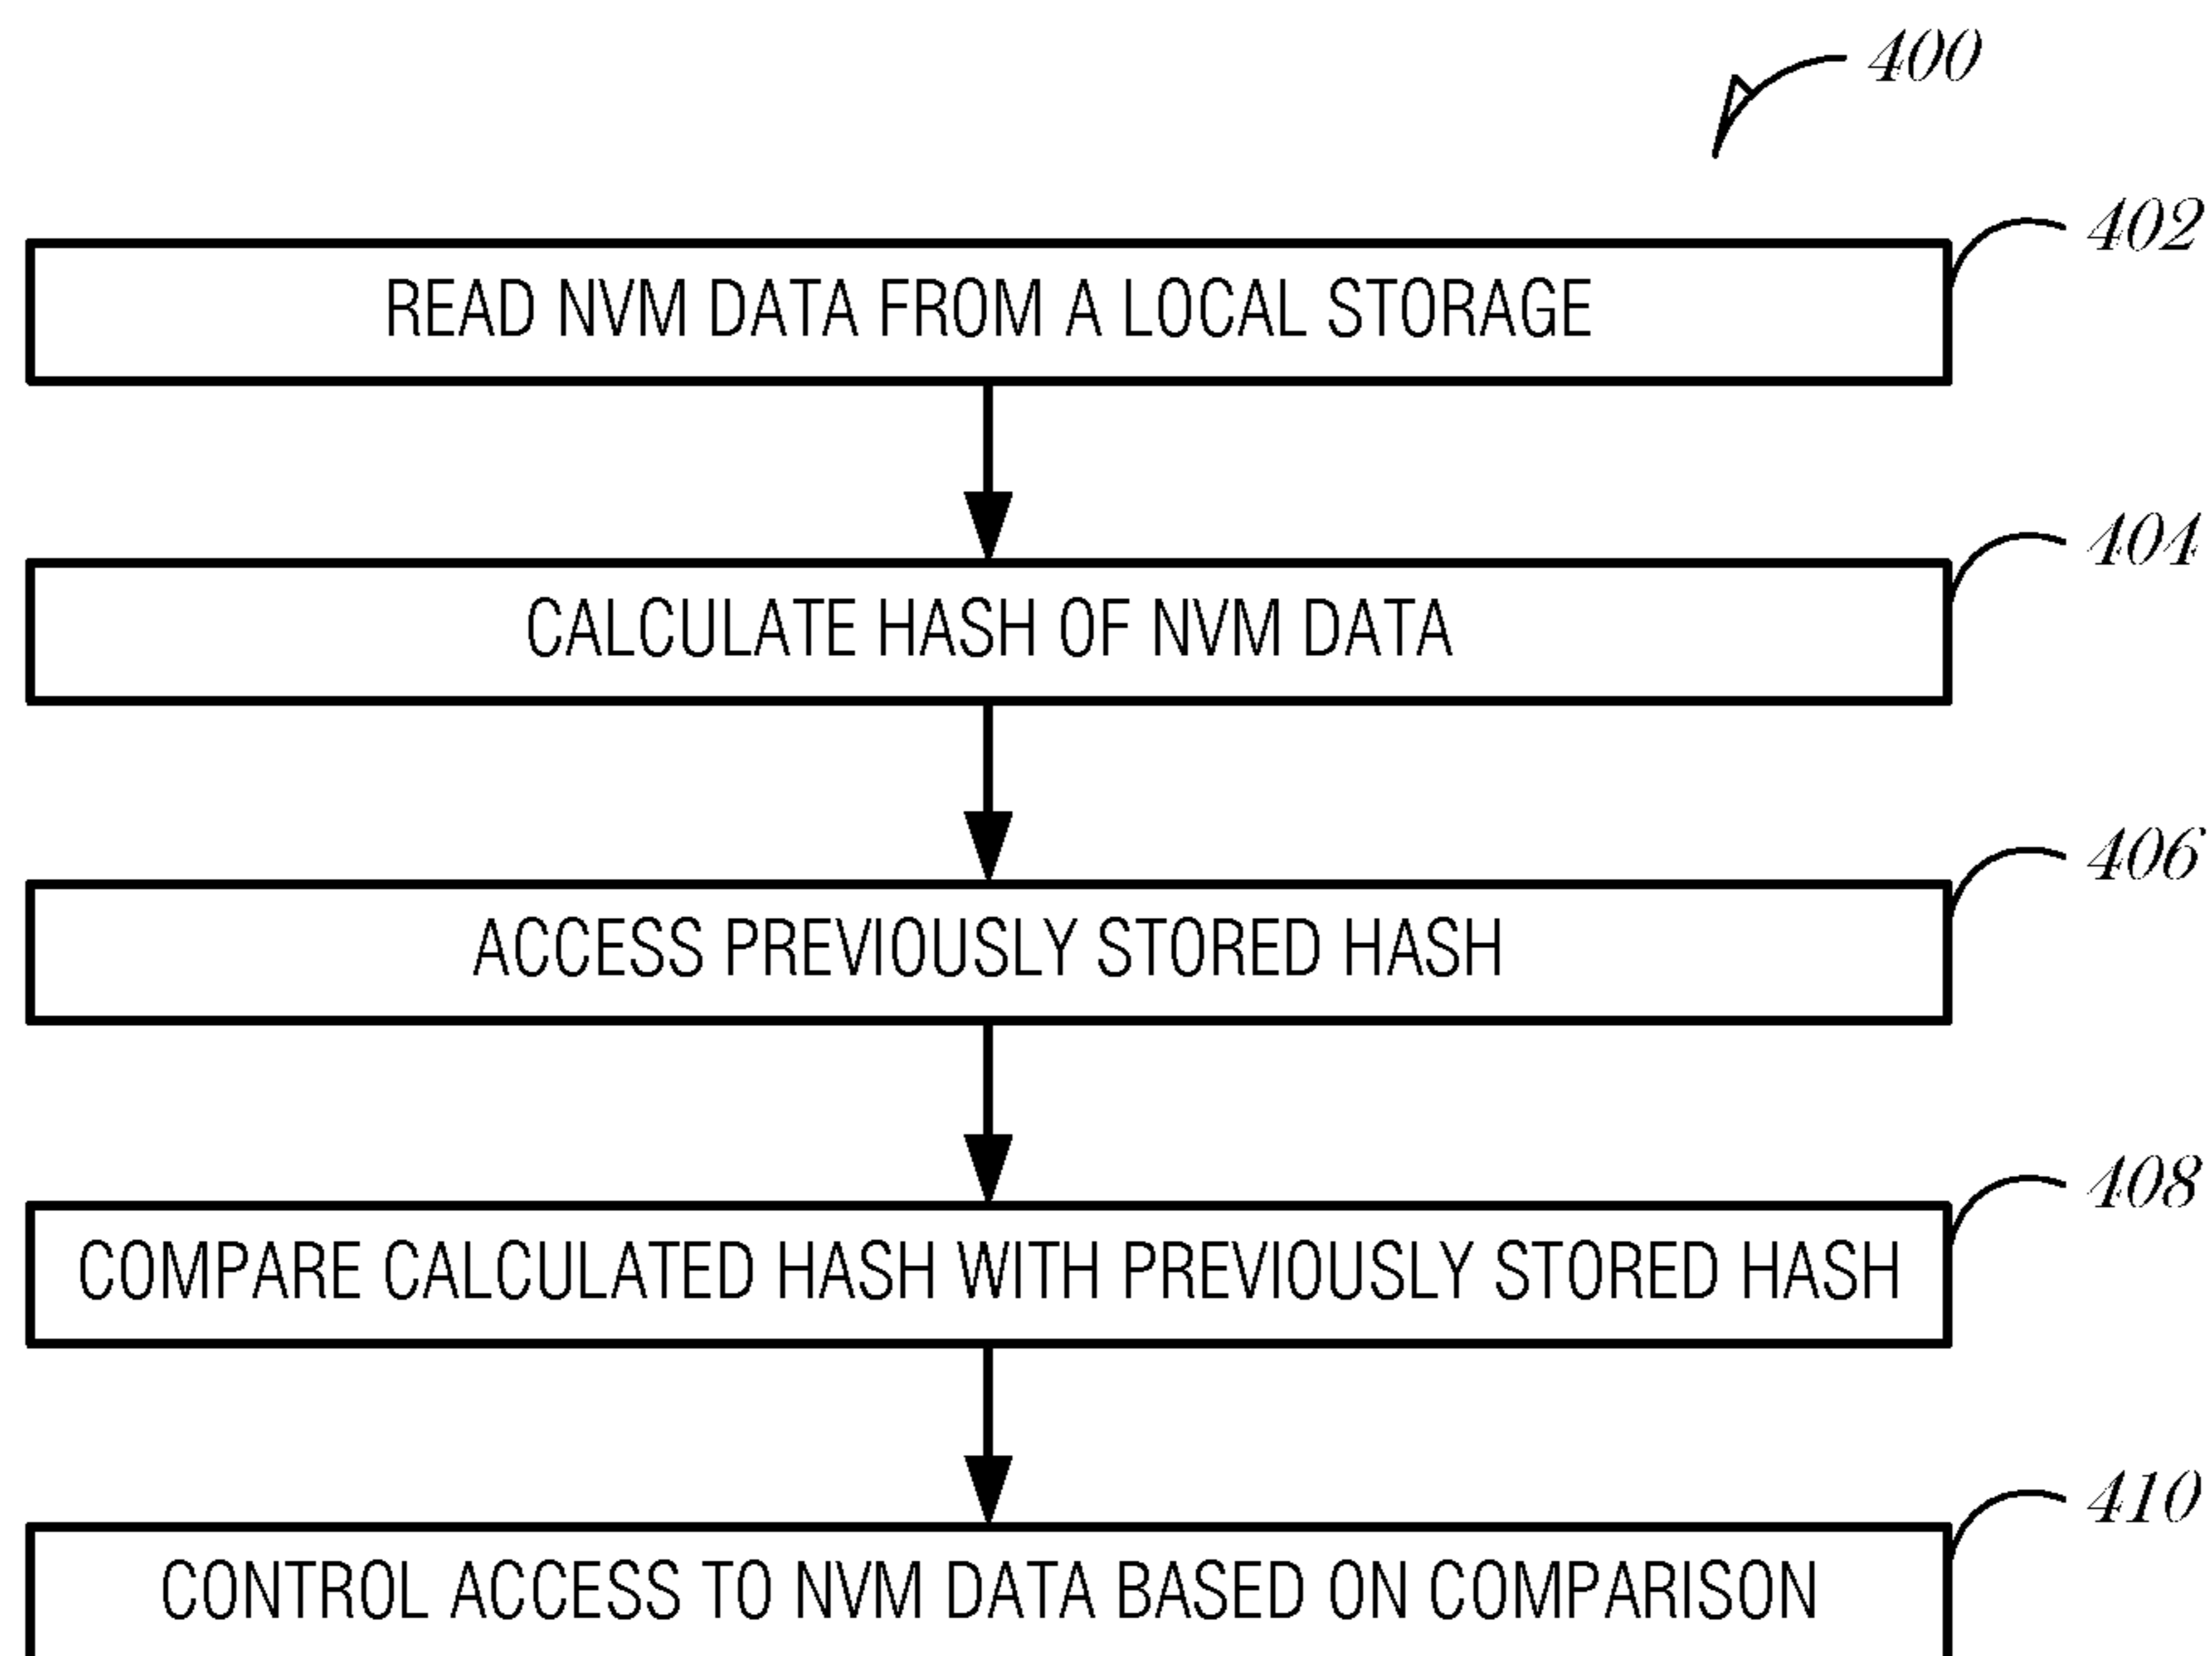 400
402
READ NVM DATA FROM A LOCAL STORAGE
404
CALCULATE HASH OF NVM DATA
406
ACCESS PREVIOUSLY STORED HASH
408
COMPARE CALCULATED HASH WITH PREVIOUSLY STORED HASH
410
CONTROL ACCESS TO NVM DATA BASED ON COMPARISON